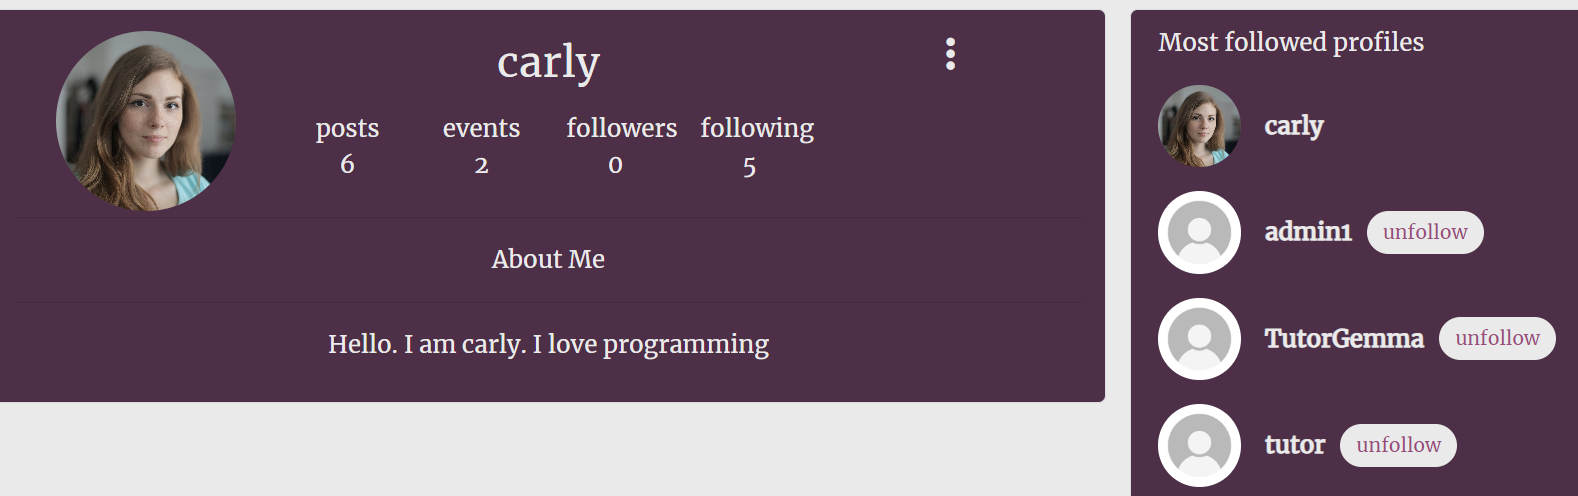 carly
posts events followers following
6 2 0 5
About Me
Hello. I am carly. I love programming
Most followed profiles
carly
admin1 unfollow
TutorGemma unfollow
tutor unfollow